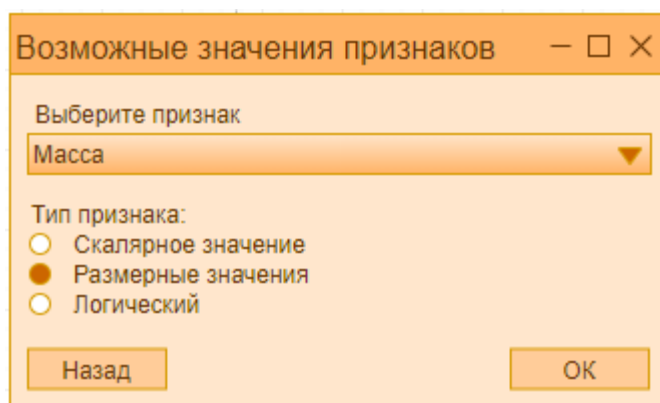 Возможные значения признаков
Выберите признак
Масса
Тип признака:
Скалярное значение
Размерные значения
Логический
Назад
ОК